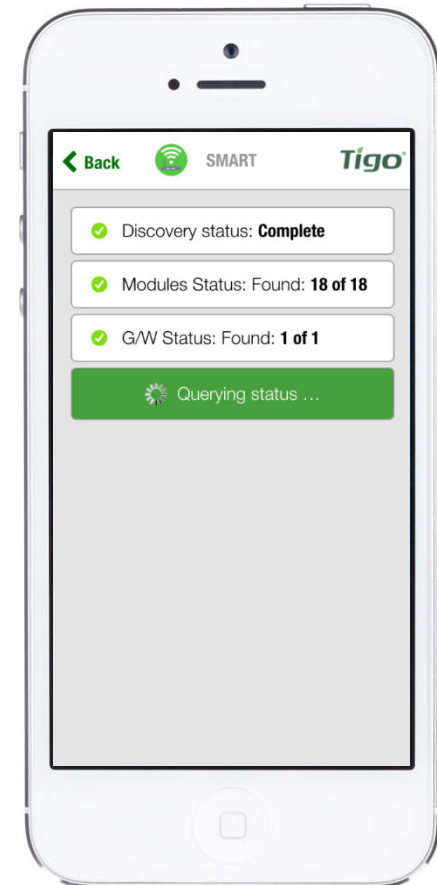 Back SMART Tigo
Discovery status: Complete
Modules Status: Found: 18 of 18
G/W Status: Found: 1 of 1
Querying status ...